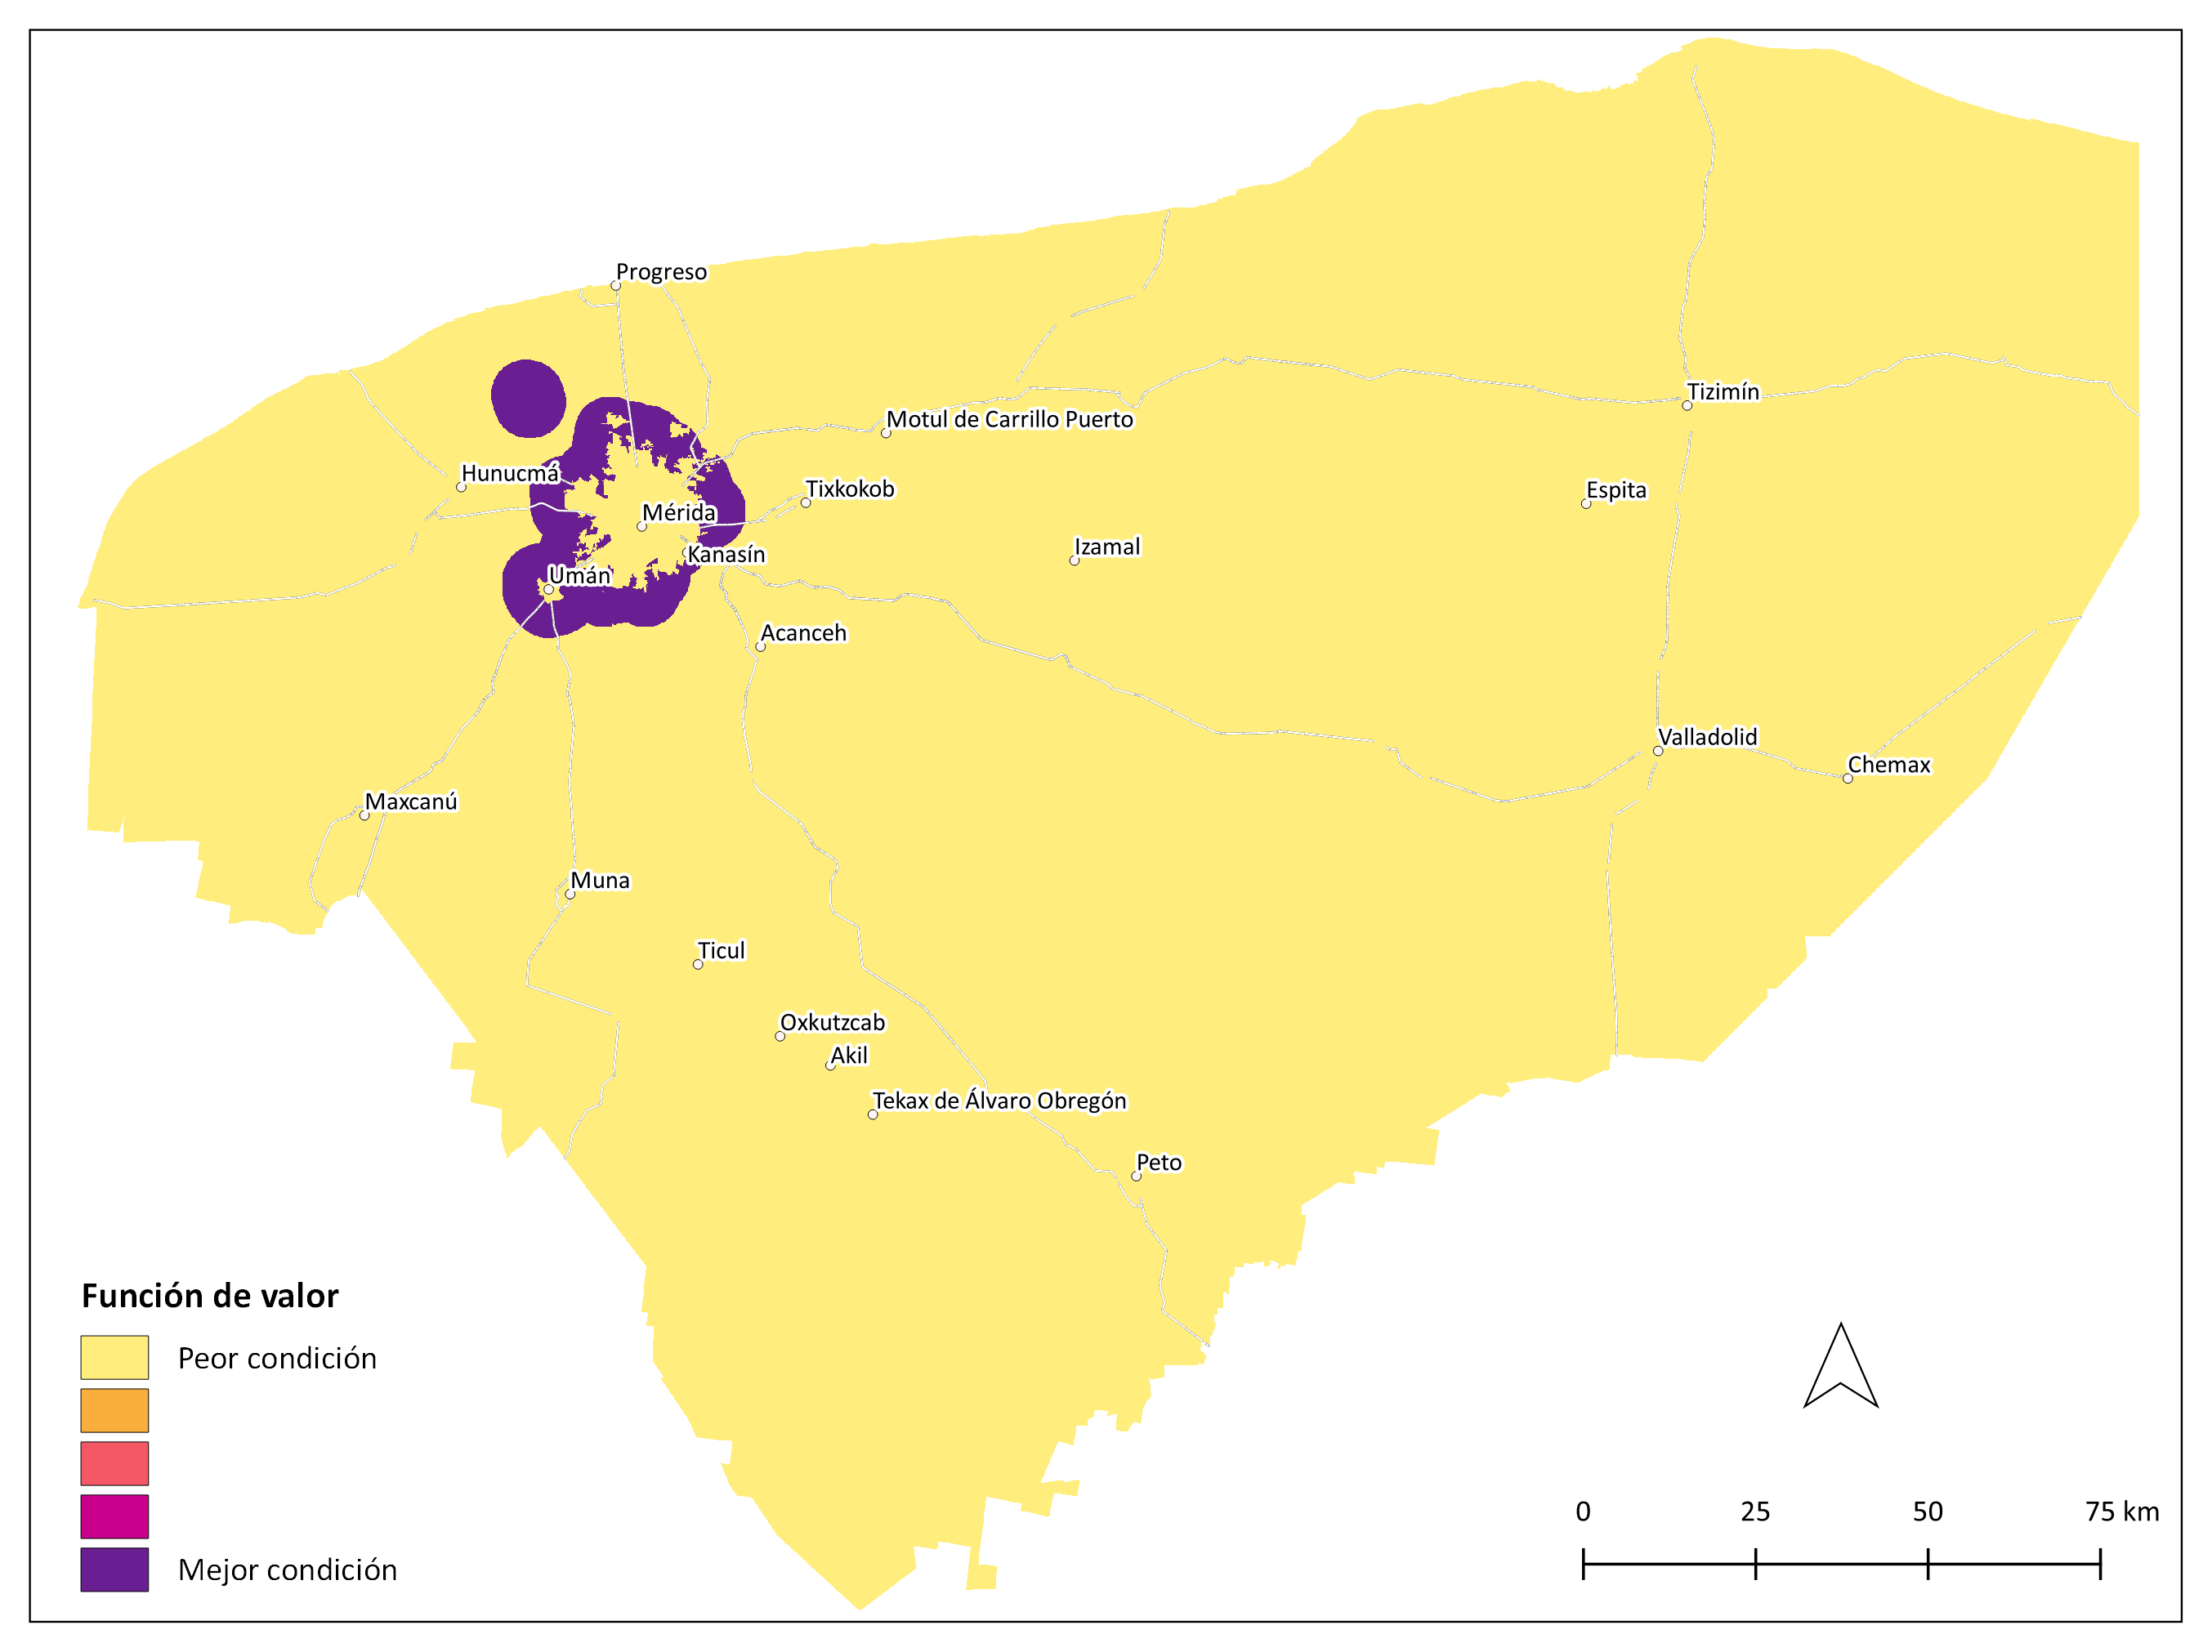 Progreso
Tizimín
Motul de Carrillo Puerto
Hunucmá
Tixkokob
Espita
Mérida
Izamal
Kanasín
Umán
Acanceh
Valladolid
Chemax
Maxcanú
Muna
Ticul
Oxkutzcab
Akil
Tekax de Álvaro Obregón
Peto
Función de valor
Peor condición
Mejor condición
0 25 50 75 km